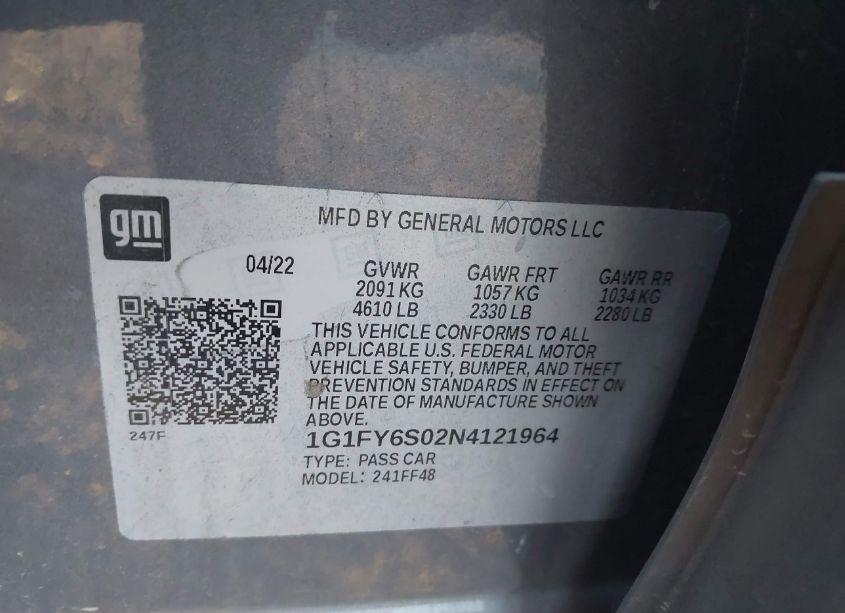 gm
MFD BY GENERAL MOTORS LLC
04/22 GVWR GAWR FRT GAWR RR
2091 KG 1057 KG 1034 KG
4610 LB 2330 LB 2280 LB
THIS VEHICLE CONFORMS TO ALL
APPLICABLE U.S. FEDERAL MOTOR
VEHICLE SAFETY, BUMPER, AND THEFT
PREVENTION STANDARDS IN EFFECT ON
THE DATE OF MANUFACTURE SHOWN
ABOVE.
247F
1G1FY6S02N4121964
TYPE: PASS CAR
MODEL: 241FF48